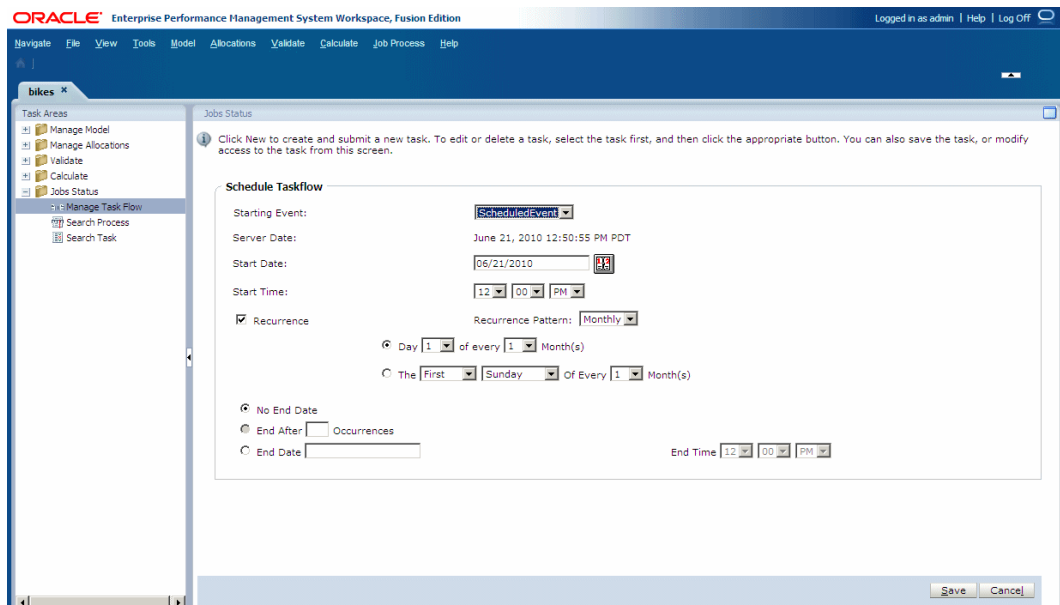 ORACLE Enterprise Performance Management System Workspace, Fusion Edition
Logged in as admin | Help | Log Off
Navigate File View Tools Model Allocations Validate Calculate Job Process Help
bikes
Task Areas
Manage Model
Manage Allocations
Validate
Calculate
Jobs Status
Manage Task Flow
Search Process
Search Task
Jobs Status
Click New to create and submit a new task. To edit or delete a task, select the task first, and then click the appropriate button. You can also save the task, or modify
access to the task from this screen.
Schedule Taskflow
Starting Event: ScheduledEvent
Server Date: June 21, 2010 12:50:55 PM PDT
Start Date: 06/21/2010
Start Time: 12 00 PM
Recurrence Recurrence Pattern: Monthly
Day 1 of every 1 Month(s)
The First Sunday Of Every 1 Month(s)
No End Date
End After Occurrences
End Date End Time 12 00 PM
Save Cancel